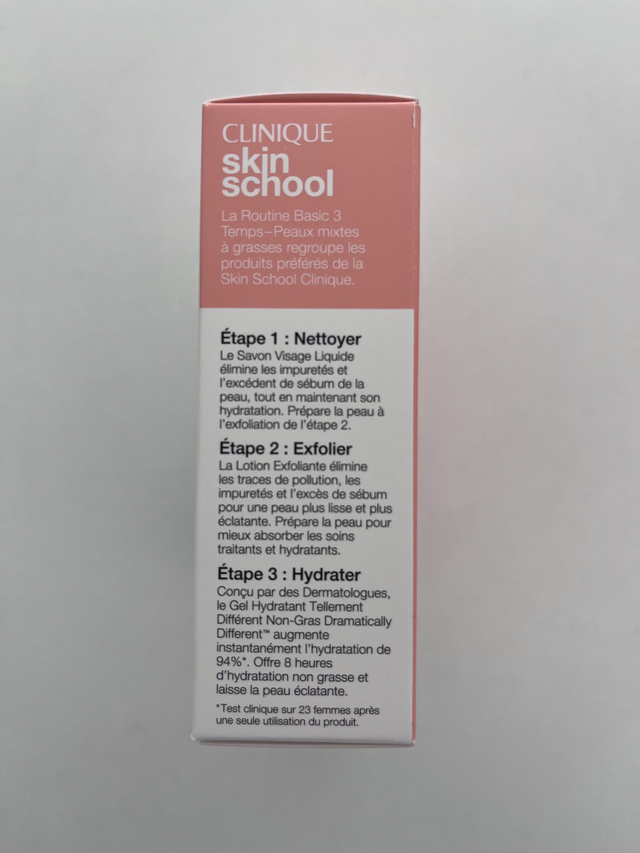 CLINIQUE
skin
school
La Routine Basic 3
Temps–Peaux mixtes
à grasses regroupe les
produits préférés de la
Skin School Clinique.
Étape 1 : Nettoyer
Le Savon Visage Liquide
élimine les impuretés et
l'excédent de sébum de la
peau, tout en maintenant son
hydratation. Prépare la peau à
l'exfoliation de l'étape 2.
Étape 2 : Exfolier
La Lotion Exfoliante élimine
les traces de pollution, les
impuretés et l'excès de sébum
pour une peau plus lisse et plus
éclatante. Prépare la peau pour
mieux absorber les soins
traitants et hydratants.
Étape 3 : Hydrater
Conçu par des Dermatologues,
le Gel Hydratant Tellement
Différent Non-Gras Dramatically
Different™ augmente
instantanément l'hydratation de
94%*. Offre 8 heures
d'hydratation non grasse et
laisse la peau éclatante.
*Test clinique sur 23 femmes après
une seule utilisation du produit.